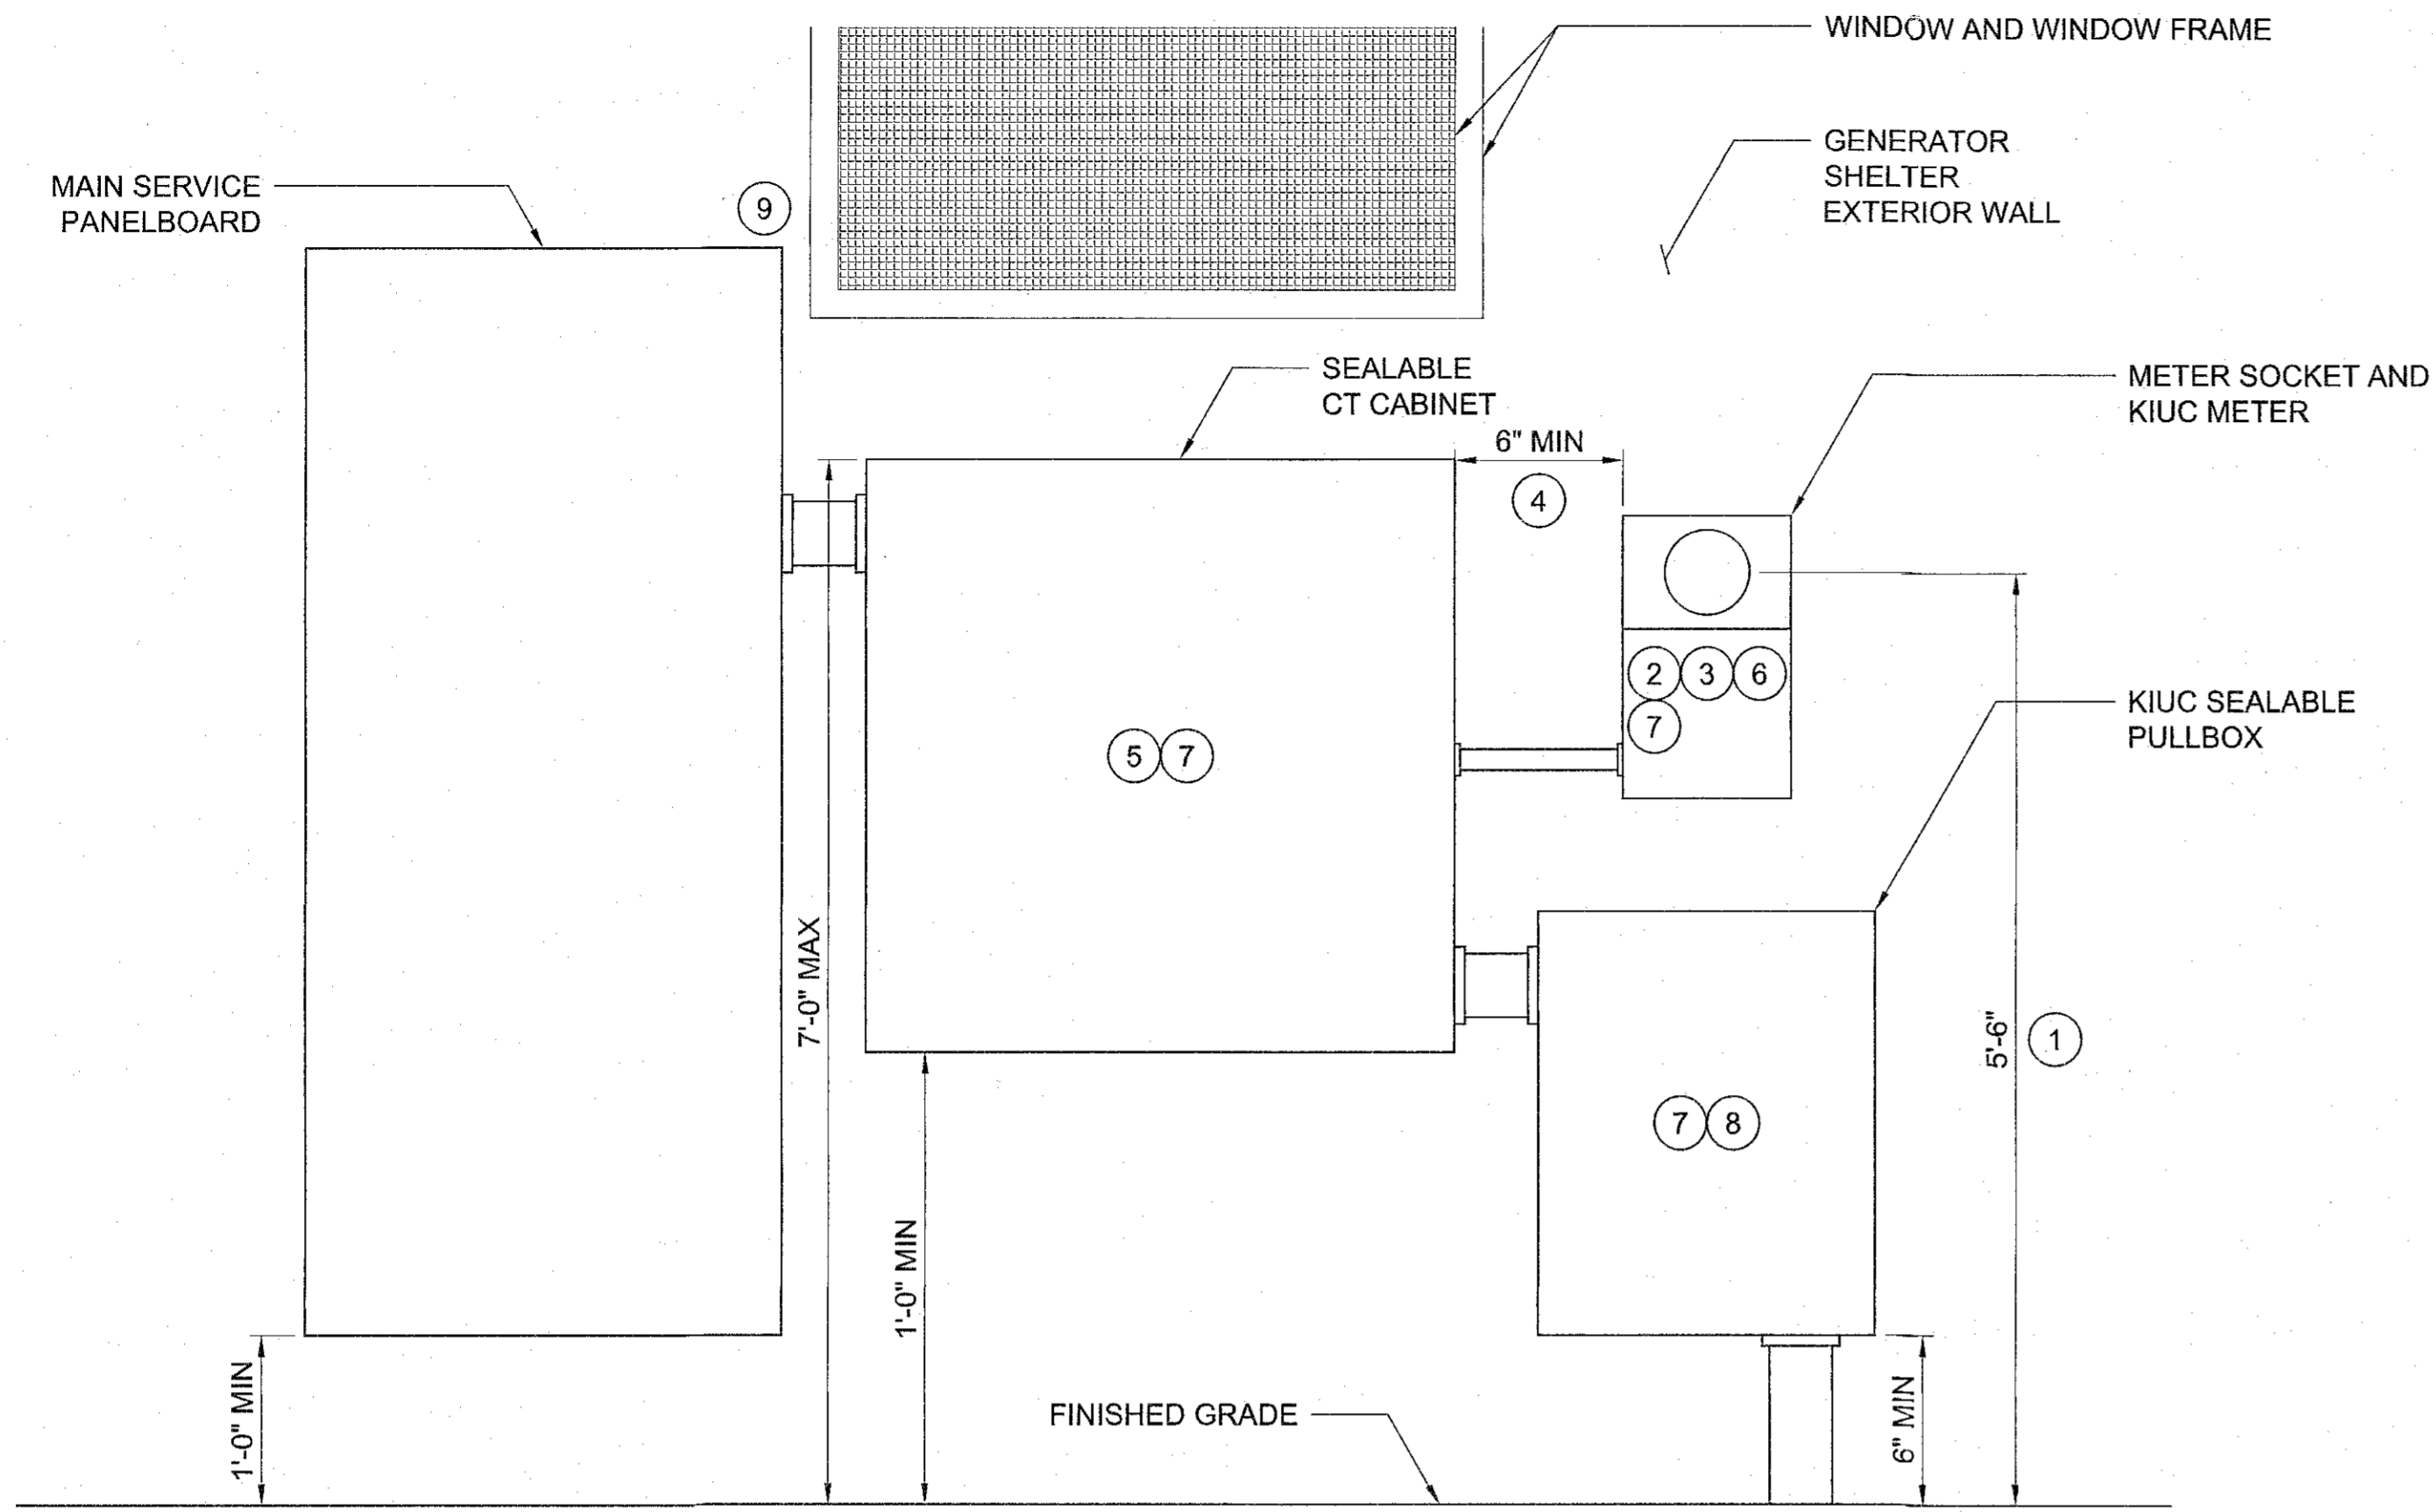 WINDOW AND WINDOW FRAME
GENERATOR
SHELTER
EXTERIOR WALL
MAIN SERVICE
PANELBOARD
9
SEALABLE
CT CABINET
METER SOCKET AND
KIUC METER
6" MIN
4
2 3 6
7
KIUC SEALABLE
PULLBOX
5 7
7'-0" MAX
5'-6"
1
7 8
1'-0" MIN
1'-0" MIN
FINISHED GRADE
6" MIN